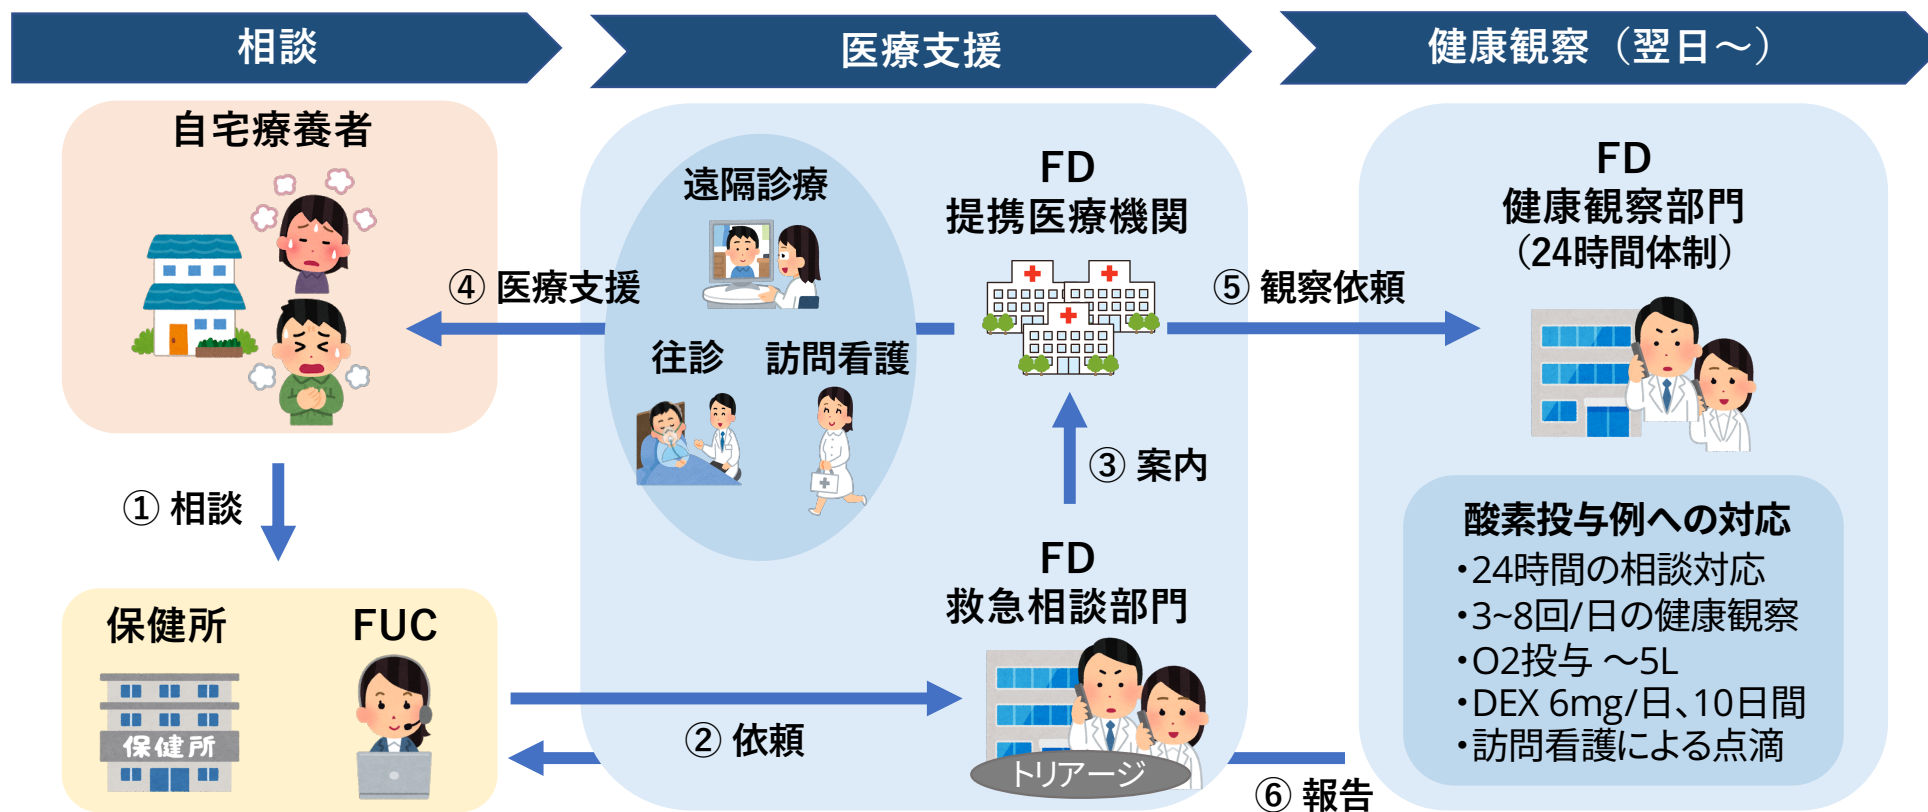 相談
医療支援
健康観察（翌日～）
自宅療養者
① 相談
保健所
FUC
保健所
遠隔診療
往診
訪問看護
④ 医療支援
FD
提携医療機関
③ 案内
FD
救急相談部門
トリアージ
② 依頼
⑤ 観察依頼
FD
健康観察部門
（24時間体制）
酸素投与例への対応
・24時間の相談対応
・3~8回/日の健康観察
・O2投与 ～5L
・DEX 6mg/日、10日間
・訪問看護による点滴
⑥ 報告